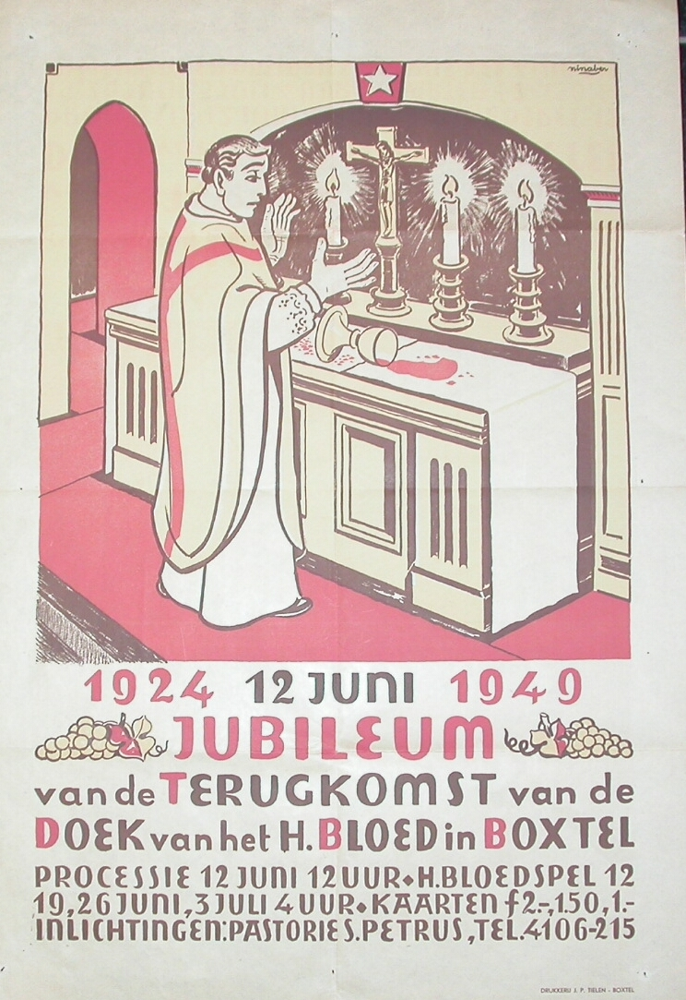 ninaber
1924 12 JUNI 1949
JUBILEUM
van de TERUGKOMST van de
DOEK van het H. BLOED in BOXTEL
PROCESSIE 12 JUNI 12 UUR◆H.BLOEDSPEL 12
19,26 JUNI,3 JULI 4 UUR◆KAARTEN f 2.-,1.50,1.-
INLICHTINGEN:PASTORIE S.PETRUS,TEL.4106-215
DRUKKERIJ J. P. TIELEN - BOXTEL